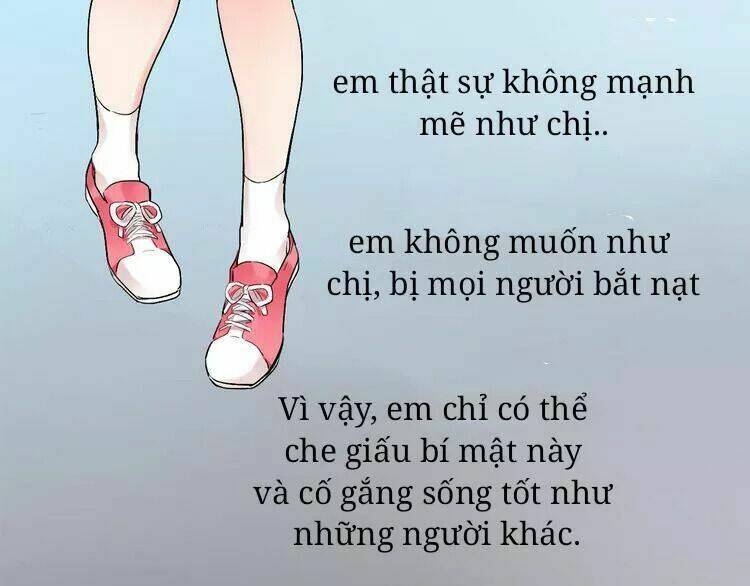 em thật sự không mạnh
mẽ như chị..
em không muốn như
chị, bị mọi người bắt nạt
Vì vậy, em chỉ có thể
che giấu bí mật này
và cố gắng sống tốt như
những người khác.